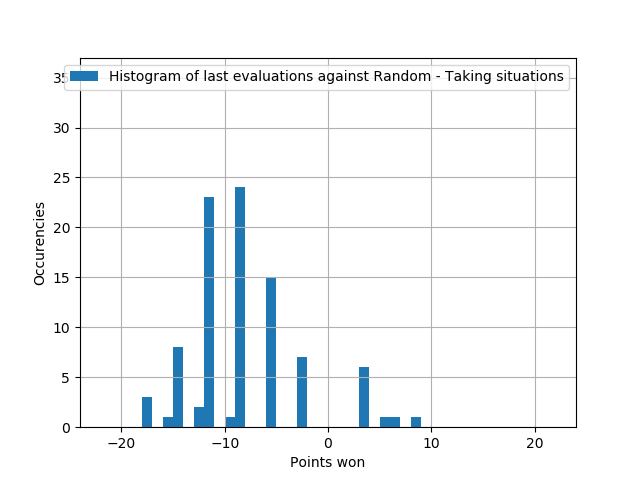 Histogram of last evaluations against Random - Taking situations
35
30
25
20
15
10
5
0
Occurencies
−20 −10 0 10 20
Points won